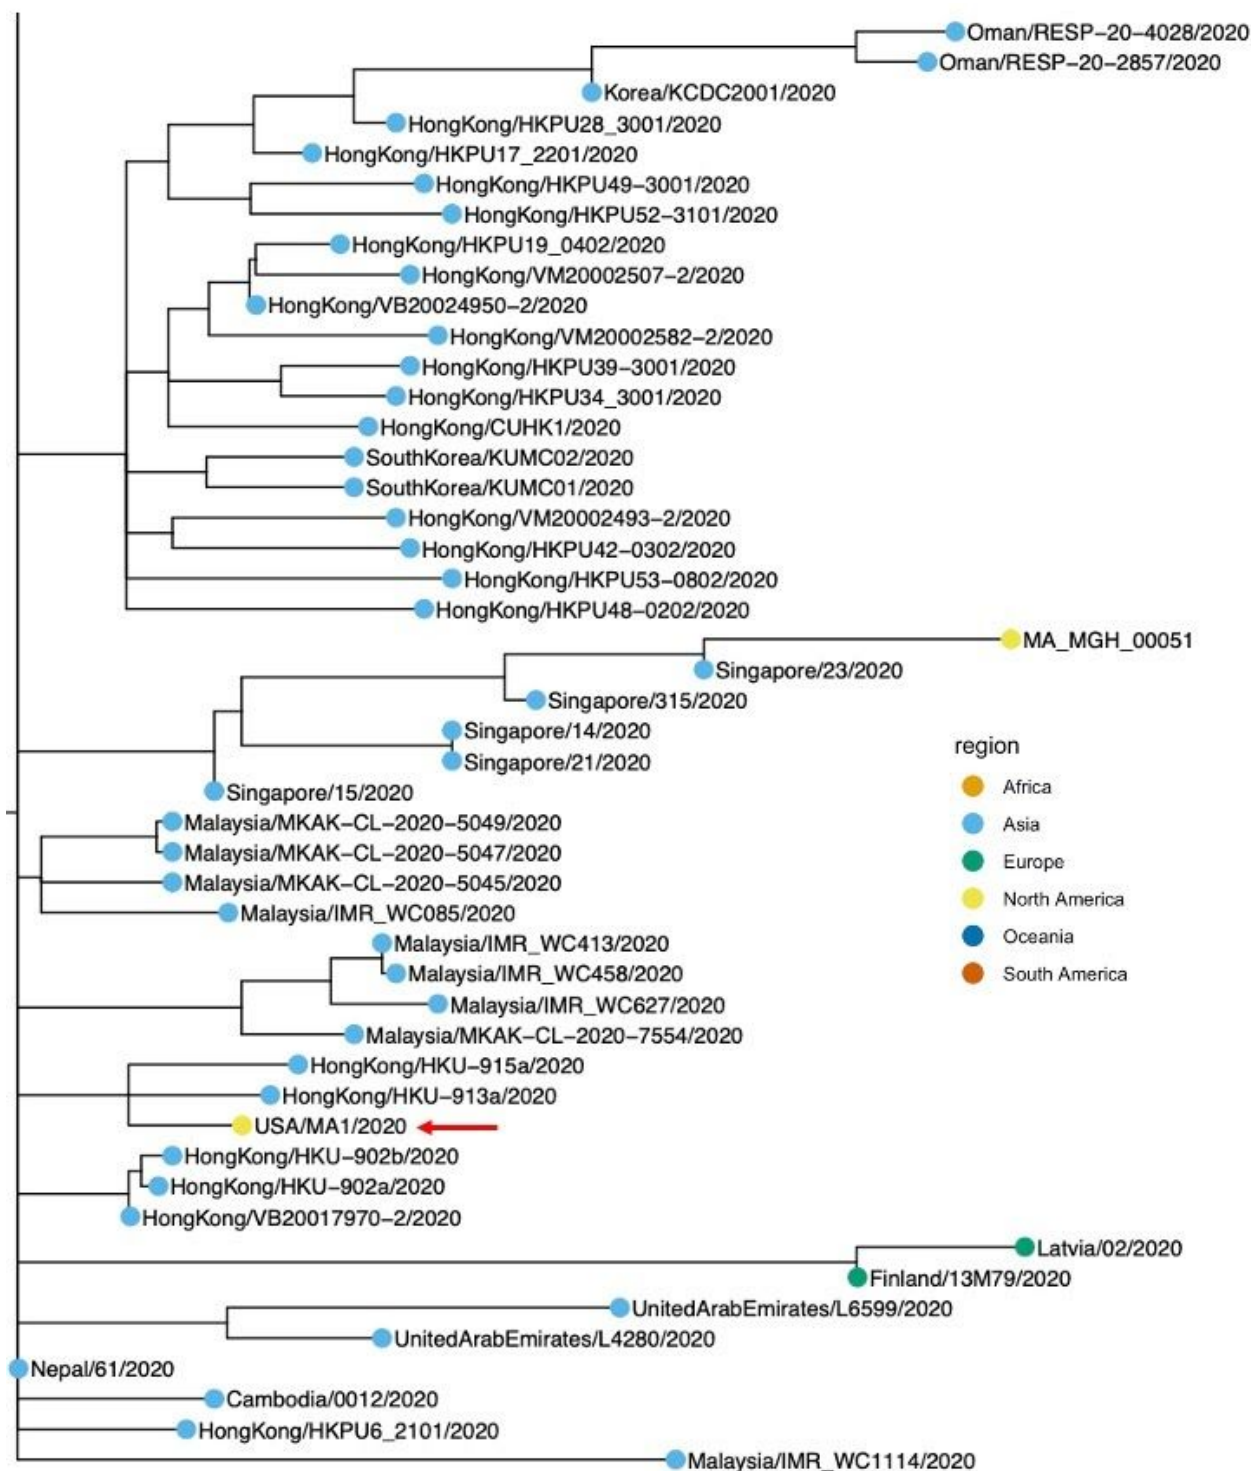 Oman/RESP−20−4028/2020
Oman/RESP−20−2857/2020
Korea/KCDC2001/2020
HongKong/HKPU28_3001/2020
HongKong/HKPU17_2201/2020
HongKong/HKPU49−3001/2020
HongKong/HKPU52−3101/2020
HongKong/HKPU19_0402/2020
HongKong/VM20002507−2/2020
HongKong/VB20024950−2/2020
HongKong/VM20002582−2/2020
HongKong/HKPU39−3001/2020
HongKong/HKPU34_3001/2020
HongKong/CUHK1/2020
SouthKorea/KUMC02/2020
SouthKorea/KUMC01/2020
HongKong/VM20002493−2/2020
HongKong/HKPU42−0302/2020
HongKong/HKPU53−0802/2020
HongKong/HKPU48−0202/2020
MA_MGH_00051
Singapore/23/2020
Singapore/315/2020
Singapore/14/2020
Singapore/21/2020
Singapore/15/2020
Malaysia/MKAK−CL−2020−5049/2020
Malaysia/MKAK−CL−2020−5047/2020
Malaysia/MKAK−CL−2020−5045/2020
Malaysia/IMR_WC085/2020
Malaysia/IMR_WC413/2020
Malaysia/IMR_WC458/2020
Malaysia/IMR_WC627/2020
Malaysia/MKAK−CL−2020−7554/2020
HongKong/HKU−915a/2020
HongKong/HKU−913a/2020
USA/MA1/2020
HongKong/HKU−902b/2020
HongKong/HKU−902a/2020
HongKong/VB20017970−2/2020
Latvia/02/2020
Finland/13M79/2020
UnitedArabEmirates/L6599/2020
UnitedArabEmirates/L4280/2020
Nepal/61/2020
Cambodia/0012/2020
HongKong/HKPU6_2101/2020
Malaysia/IMR_WC1114/2020
region
Africa
Asia
Europe
North America
Oceania
South America